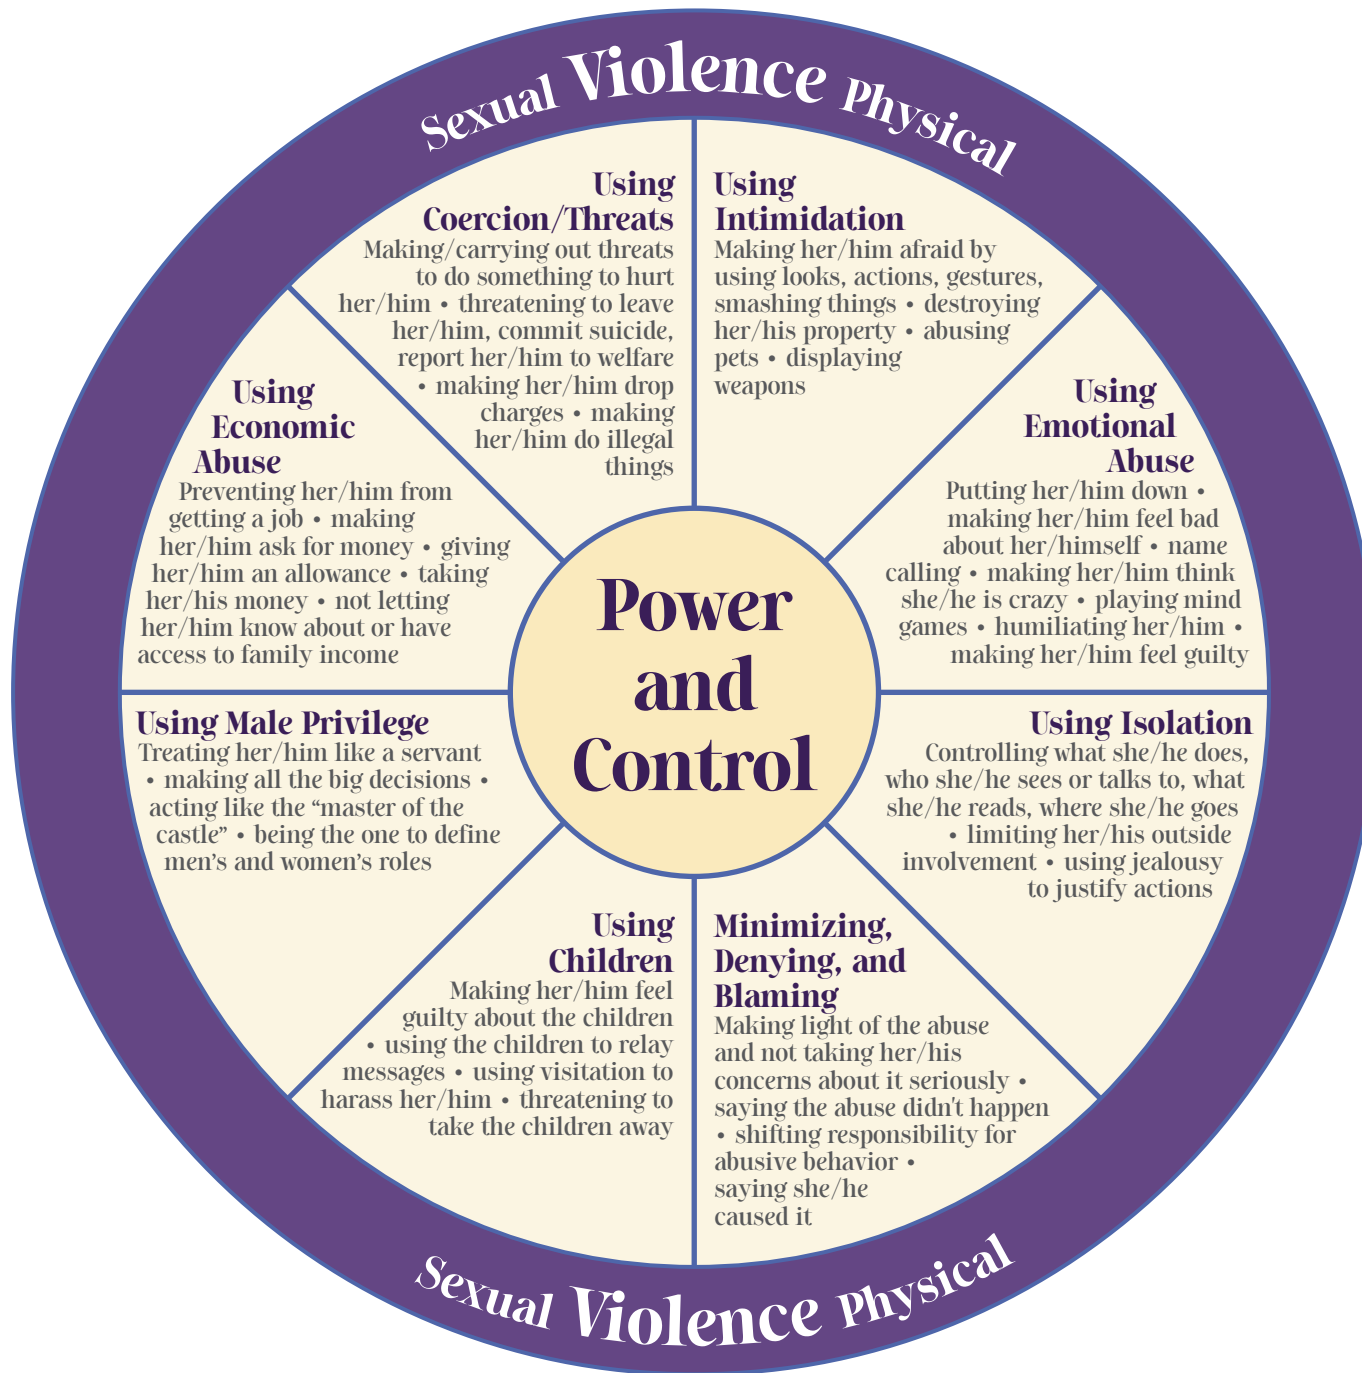 Sexual Violence Physical
Using
Coercion/Threats
Making/carrying out threats
to do something to hurt
her/him • threatening to leave
her/him, commit suicide,
report her/him to welfare
• making her/him drop
charges • making
her/him do illegal
things
Using
Intimidation
Making her/him afraid by
using looks, actions, gestures,
smashing things • destroying
her/his property • abusing
pets • displaying
weapons
Using
Economic
Abuse
Preventing her/him from
getting a job • making
her/him ask for money • giving
her/him an allowance • taking
her/his money • not letting
her/him know about or have
access to family income
Using
Emotional
Abuse
Putting her/him down •
making her/him feel bad
about her/himself • name
calling • making her/him think
she/he is crazy • playing mind
games • humiliating her/him •
making her/him feel guilty
Power
and
Control
Using Male Privilege
Treating her/him like a servant
• making all the big decisions •
acting like the “master of the
castle” • being the one to define
men’s and women’s roles
Using Isolation
Controlling what she/he does,
who she/he sees or talks to, what
she/he reads, where she/he goes
• limiting her/his outside
involvement • using jealousy
to justify actions
Using
Children
Making her/him feel
guilty about the children
• using the children to relay
messages • using visitation to
harass her/him • threatening to
take the children away
Minimizing,
Denying, and
Blaming
Making light of the abuse
and not taking her/his
concerns about it seriously •
saying the abuse didn't happen
• shifting responsibility for
abusive behavior •
saying she/he
caused it
Sexual Violence Physical